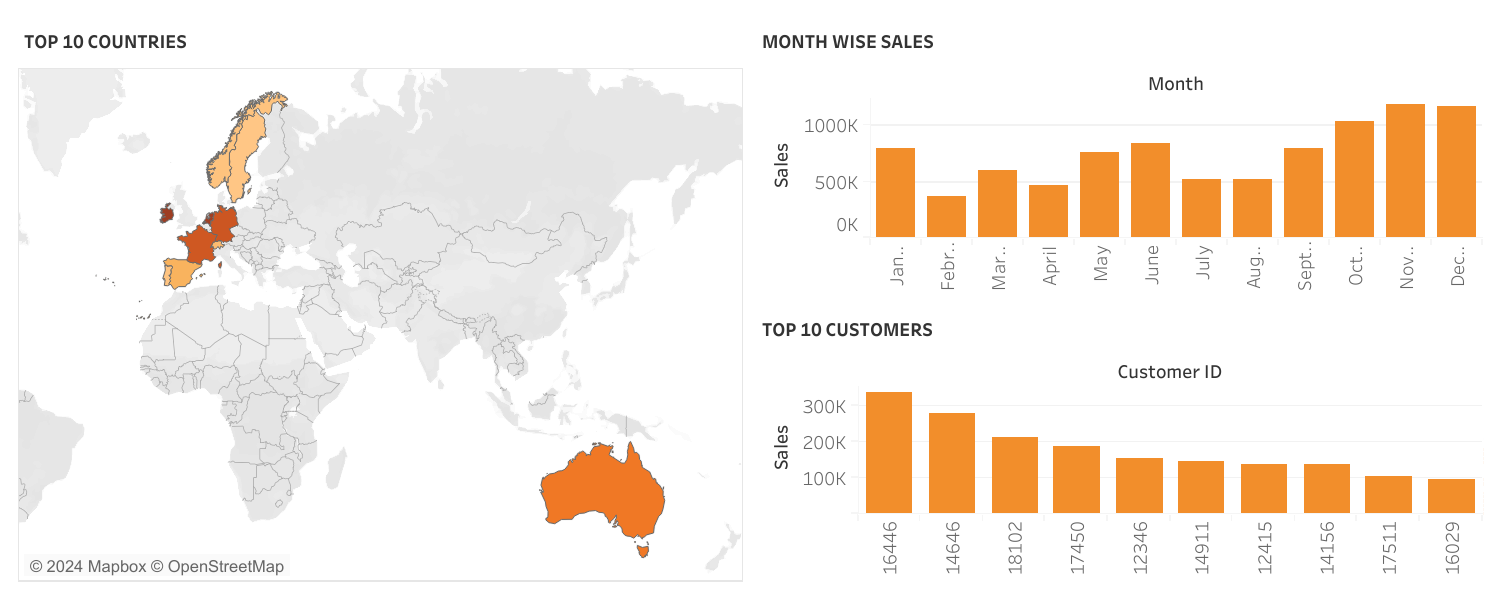 TOP 10 COUNTRIES
© 2024 Mapbox © OpenStreetMap
MONTH WISE SALES
Month
Sales
1000K
500K
0K
Jan..
Febr..
Mar..
April
May
June
July
Aug..
Sept..
Oct..
Nov..
Dec..
TOP 10 CUSTOMERS
Customer ID
Sales
300K
200K
100K
16446
14646
18102
17450
12346
14911
12415
14156
17511
16029